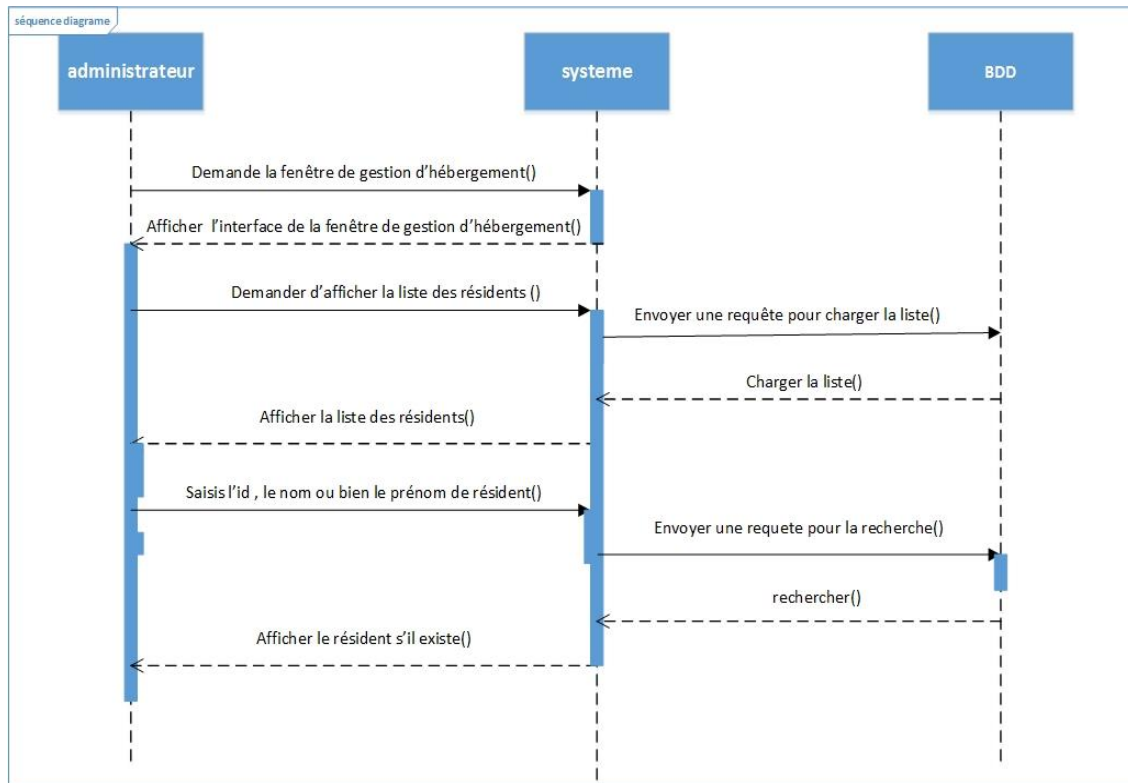 séquence diagrame
administrateur
systeme
BDD
Demande la fenêtre de gestion d’hébergement()
Afficher l’interface de la fenêtre de gestion d’hébergement()
Demander d’afficher la liste des résidents ()
Envoyer une requête pour charger la liste()
Charger la liste()
Afficher la liste des résidents()
Saisis l’id , le nom ou bien le prénom de résident()
Envoyer une requete pour la recherche()
rechercher()
Afficher le résident s’il existe()